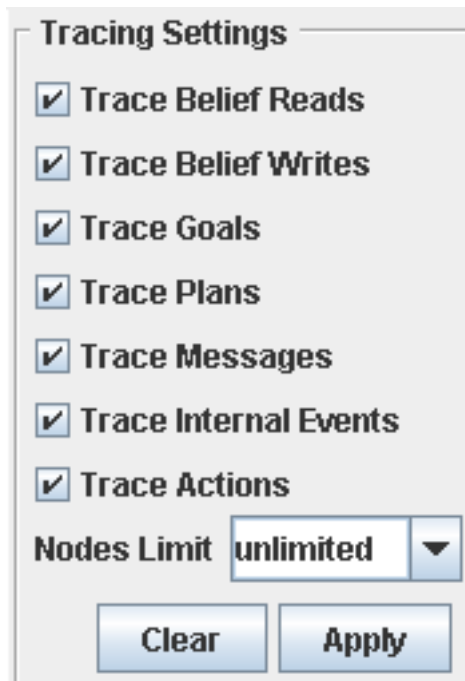 Tracing Settings
Trace Belief Reads
Trace Belief Writes
Trace Goals
Trace Plans
Trace Messages
Trace Internal Events
Trace Actions
Nodes Limit unlimited
Clear Apply